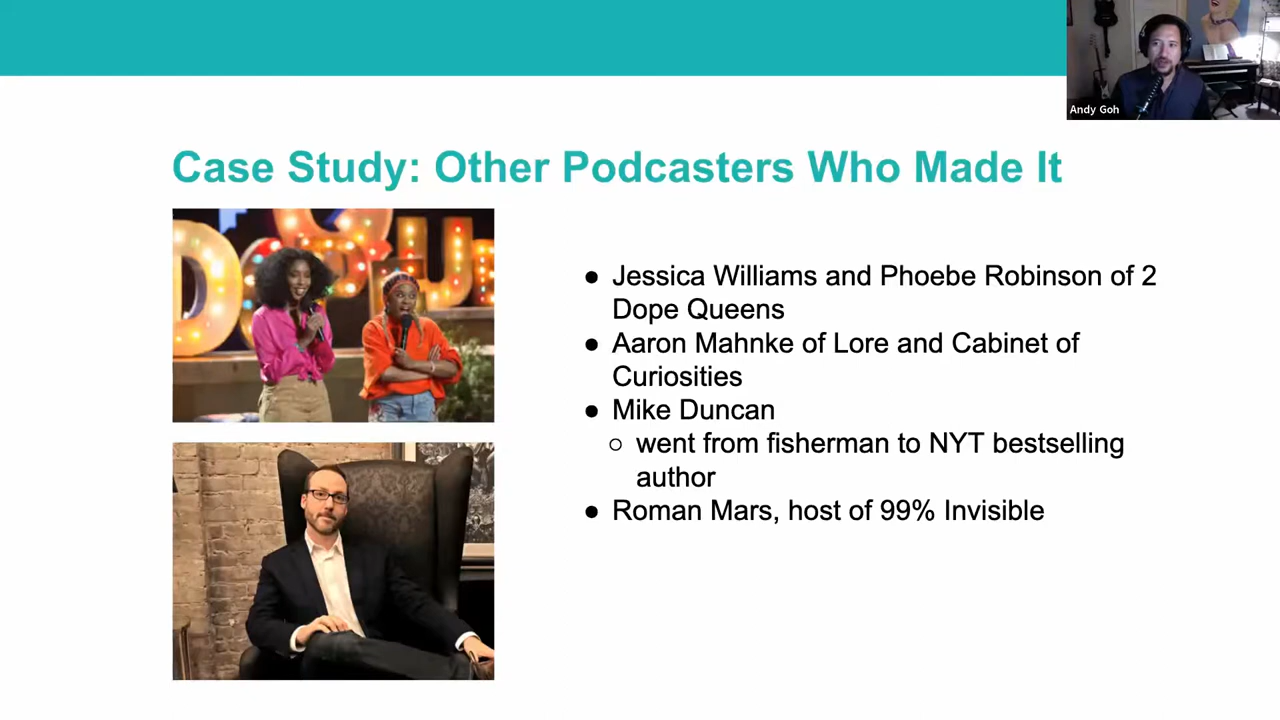 Andy Goh
Case Study: Other Podcasters Who Made It
● Jessica Williams and Phoebe Robinson of 2
Dope Queens
● Aaron Mahnke of Lore and Cabinet of
Curiosities
● Mike Duncan
○ went from fisherman to NYT bestselling
author
● Roman Mars, host of 99% Invisible